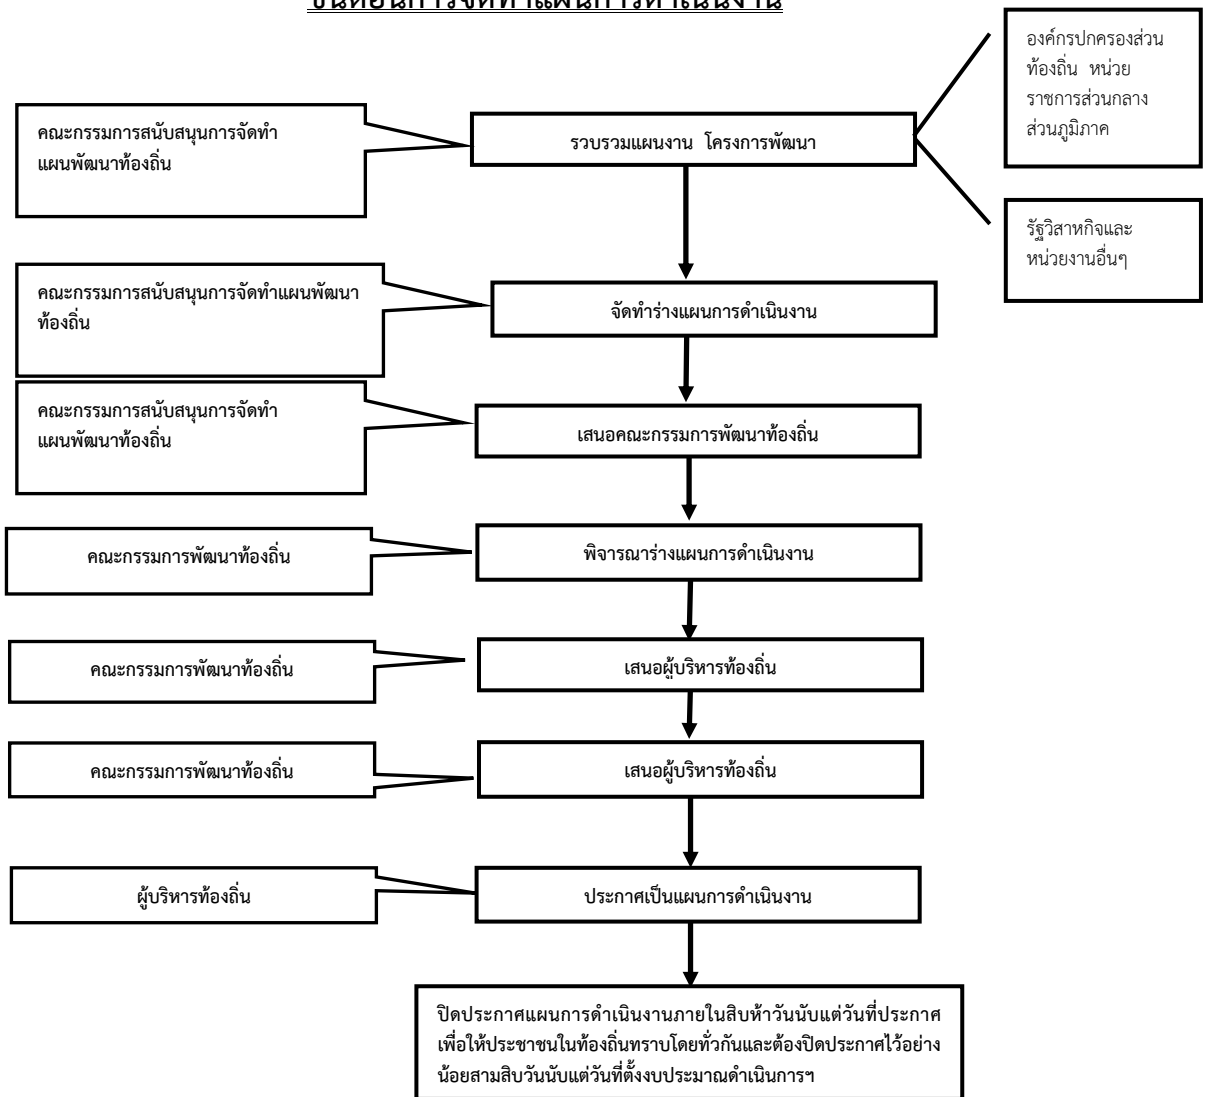 ขั้นตอนการจัดทำแผนการดำเนินงาน
องค์กรปกครองส่วน
ท้องถิ่น หน่วย
ราชการส่วนกลาง
ส่วนภูมิภาค
คณะกรรมการสนับสนุนการจัดทำ
แผนพัฒนาท้องถิ่น
รวบรวมแผนงาน โครงการพัฒนา
รัฐวิสาหกิจและ
หน่วยงานอื่นๆ
คณะกรรมการสนับสนุนการจัดทำแผนพัฒนา
ท้องถิ่น
จัดทำร่างแผนการดำเนินงาน
คณะกรรมการสนับสนุนการจัดทำ
แผนพัฒนาท้องถิ่น
เสนอคณะกรรมการพัฒนาท้องถิ่น
คณะกรรมการพัฒนาท้องถิ่น
พิจารณาร่างแผนการดำเนินงาน
คณะกรรมการพัฒนาท้องถิ่น
เสนอผู้บริหารท้องถิ่น
คณะกรรมการพัฒนาท้องถิ่น
เสนอผู้บริหารท้องถิ่น
ผู้บริหารท้องถิ่น
ประกาศเป็นแผนการดำเนินงาน
ปิดประกาศแผนการดำเนินงานภายในสิบห้าวันนับแต่วันที่ประกาศ
เพื่อให้ประชาชนในท้องถิ่นทราบโดยทั่วกันและต้องปิดประกาศไว้อย่าง
น้อยสามสิบวันนับแต่วันที่ตั้งงบประมาณดำเนินการฯ